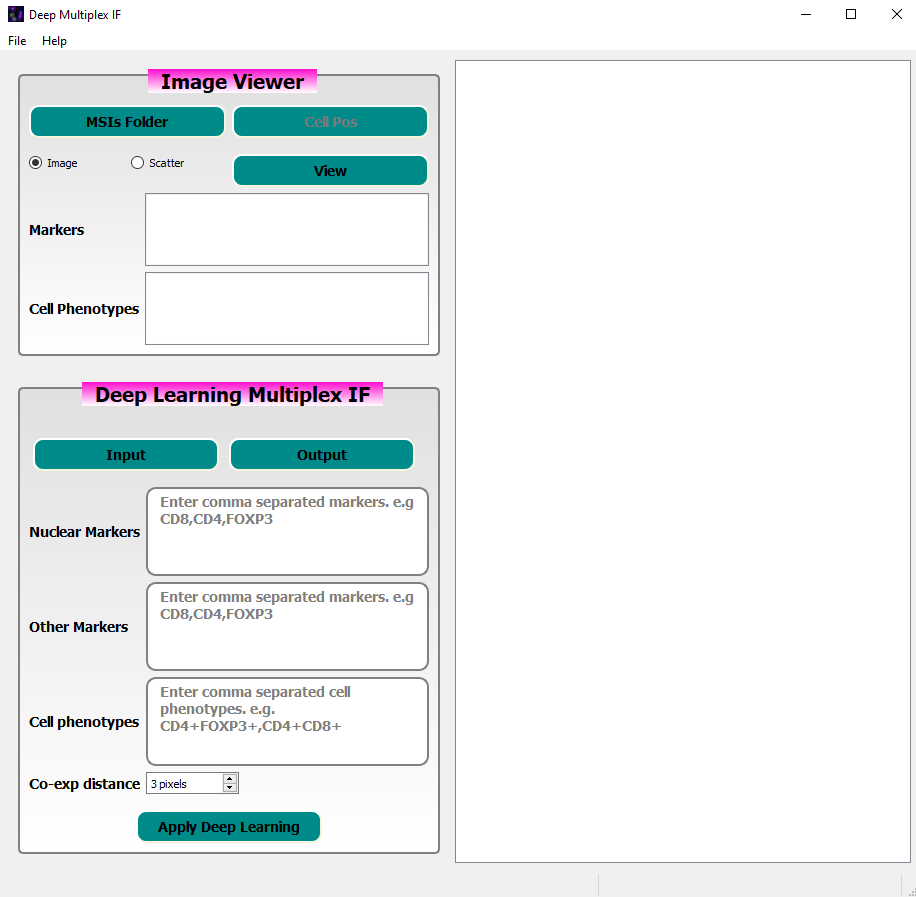 Deep Multiplex IF
File Help
Image Viewer
MSIs Folder Cell Pos
Image Scatter View
Markers
Cell Phenotypes
Deep Learning Multiplex IF
Input Output
Nuclear Markers
Enter comma separated markers. e.g
CD8,CD4,FOXP3
Other Markers
Enter comma separated markers. e.g
CD8,CD4,FOXP3
Cell phenotypes
Enter comma separated cell
phenotypes. e.g.
CD4+FOXP3+,CD4+CD8+
Co-exp distance 3 pixels
Apply Deep Learning